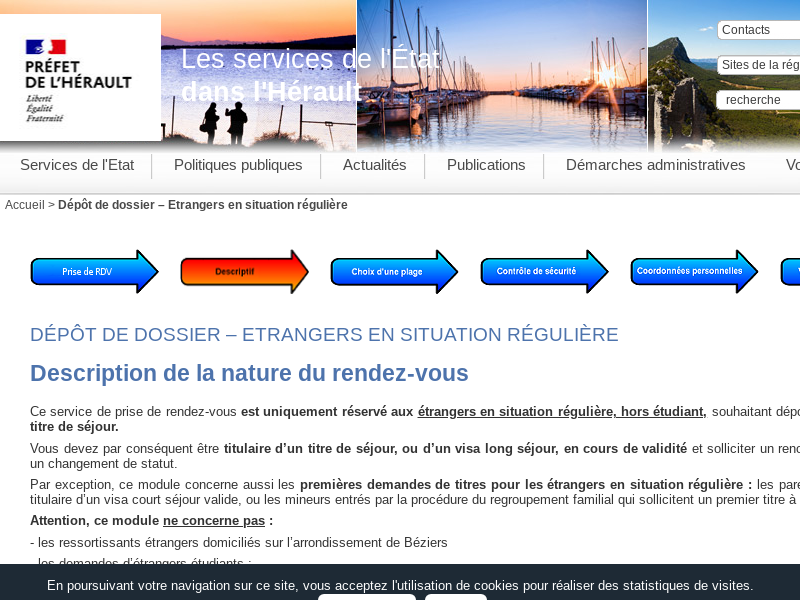 PRÉFET
DE L'HÉRAULT
Liberté
Égalité
Fraternité
Les services de l'État
dans l'Hérault
Contacts
Sites de la rég
recherche
Services de l'Etat
Politiques publiques
Actualités
Publications
Démarches administratives
Vo
Accueil > Dépôt de dossier – Etrangers en situation régulière
Prise de RDV
Descriptif
Choix d'une plage
Contrôle de sécurité
Coordonnées personnelles
DÉPÔT DE DOSSIER – ETRANGERS EN SITUATION RÉGULIÈRE
Description de la nature du rendez-vous
Ce service de prise de rendez-vous est uniquement réservé aux étrangers en situation régulière, hors étudiant, souhaitant dépo
titre de séjour.
Vous devez par conséquent être titulaire d'un titre de séjour, ou d'un visa long séjour, en cours de validité et solliciter un rend
un changement de statut.
Par exception, ce module concerne aussi les premières demandes de titres pour les étrangers en situation régulière : les pare
titulaire d'un visa court séjour valide, ou les mineurs entrés par la procédure du regroupement familial qui sollicitent un premier titre à
Attention, ce module ne concerne pas :
- les ressortissants étrangers domiciliés sur l'arrondissement de Béziers
- les demandes d'étrangers étudiants ;
En poursuivant votre navigation sur ce site, vous acceptez l'utilisation de cookies pour réaliser des statistiques de visites.